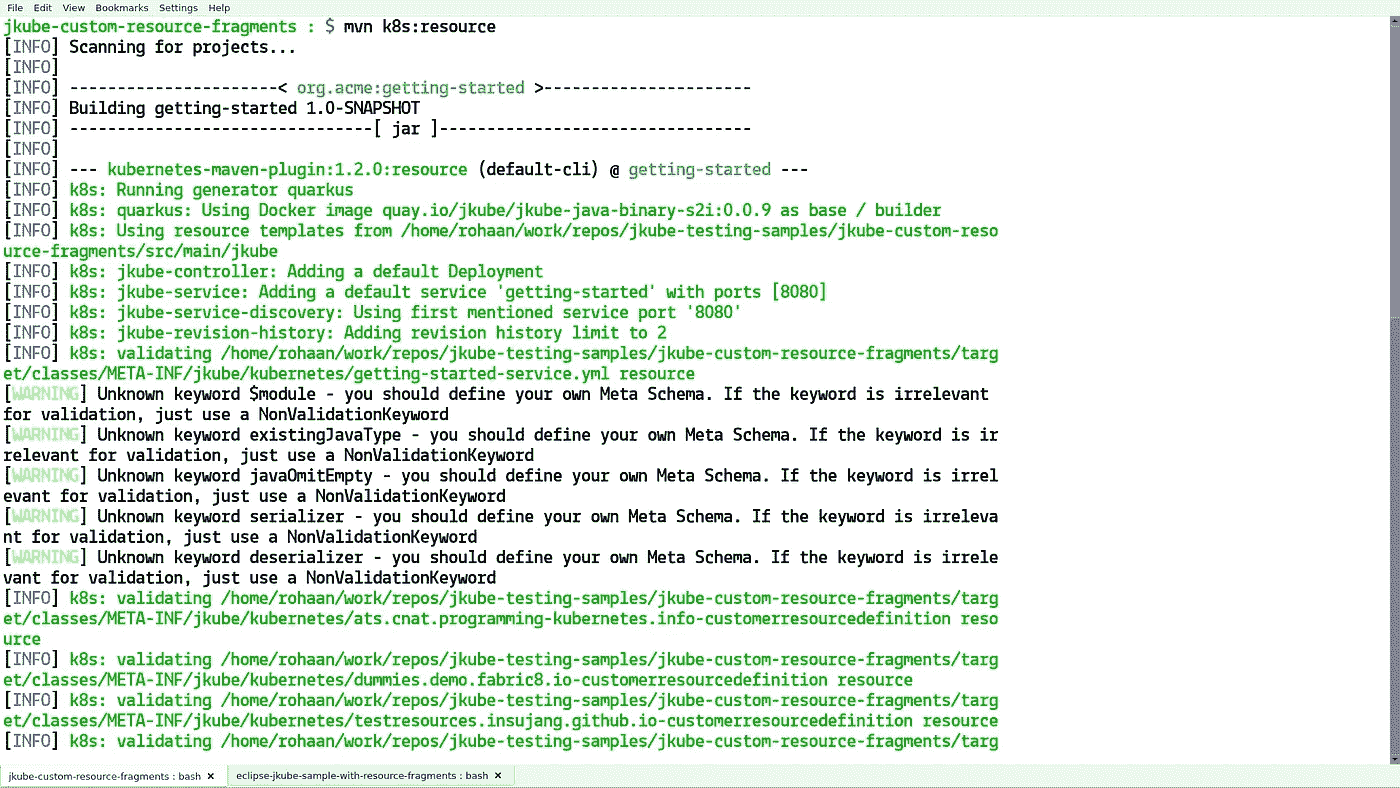 File Edit View Bookmarks Settings Help
jkube-custom-resource-fragments : $ mvn k8s:resource
[INFO] Scanning for projects...
[INFO]
[INFO] ----------------------< org.acme:getting-started >----------------------
[INFO] Building getting-started 1.0-SNAPSHOT
[INFO] --------------------------------[ jar ]---------------------------------
[INFO]
[INFO] --- kubernetes-maven-plugin:1.2.0:resource (default-cli) @ getting-started ---
[INFO] k8s: Running generator quarkus
[INFO] k8s: quarkus: Using Docker image quay.io/jkube/jkube-java-binary-s2i:0.0.9 as base / builder
[INFO] k8s: Using resource templates from /home/rohaan/work/repos/jkube-testing-samples/jkube-custom-reso
urce-fragments/src/main/jkube
[INFO] k8s: jkube-controller: Adding a default Deployment
[INFO] k8s: jkube-service: Adding a default service 'getting-started' with ports [8080]
[INFO] k8s: jkube-service-discovery: Using first mentioned service port '8080'
[INFO] k8s: jkube-revision-history: Adding revision history limit to 2
[INFO] k8s: validating /home/rohaan/work/repos/jkube-testing-samples/jkube-custom-resource-fragments/targ
et/classes/META-INF/jkube/kubernetes/getting-started-service.yml resource
[WARNING] Unknown keyword $module - you should define your own Meta Schema. If the keyword is irrelevant
for validation, just use a NonValidationKeyword
[WARNING] Unknown keyword existingJavaType - you should define your own Meta Schema. If the keyword is ir
relevant for validation, just use a NonValidationKeyword
[WARNING] Unknown keyword javaOmitEmpty - you should define your own Meta Schema. If the keyword is irrel
evant for validation, just use a NonValidationKeyword
[WARNING] Unknown keyword serializer - you should define your own Meta Schema. If the keyword is irreleva
nt for validation, just use a NonValidationKeyword
[WARNING] Unknown keyword deserializer - you should define your own Meta Schema. If the keyword is irrele
vant for validation, just use a NonValidationKeyword
[INFO] k8s: validating /home/rohaan/work/repos/jkube-testing-samples/jkube-custom-resource-fragments/targ
et/classes/META-INF/jkube/kubernetes/ats.cnat.programming-kubernetes.info-customerresourcedefinition reso
urce
[INFO] k8s: validating /home/rohaan/work/repos/jkube-testing-samples/jkube-custom-resource-fragments/targ
et/classes/META-INF/jkube/kubernetes/dummies.demo.fabric8.io-customerresourcedefinition resource
[INFO] k8s: validating /home/rohaan/work/repos/jkube-testing-samples/jkube-custom-resource-fragments/targ
et/classes/META-INF/jkube/kubernetes/testresources.insujang.github.io-customerresourcedefinition resource
[INFO] k8s: validating /home/rohaan/work/repos/jkube-testing-samples/jkube-custom-resource-fragments/targ
jkube-custom-resource-fragments : bash × eclipse-jkube-sample-with-resource-fragments : bash ×